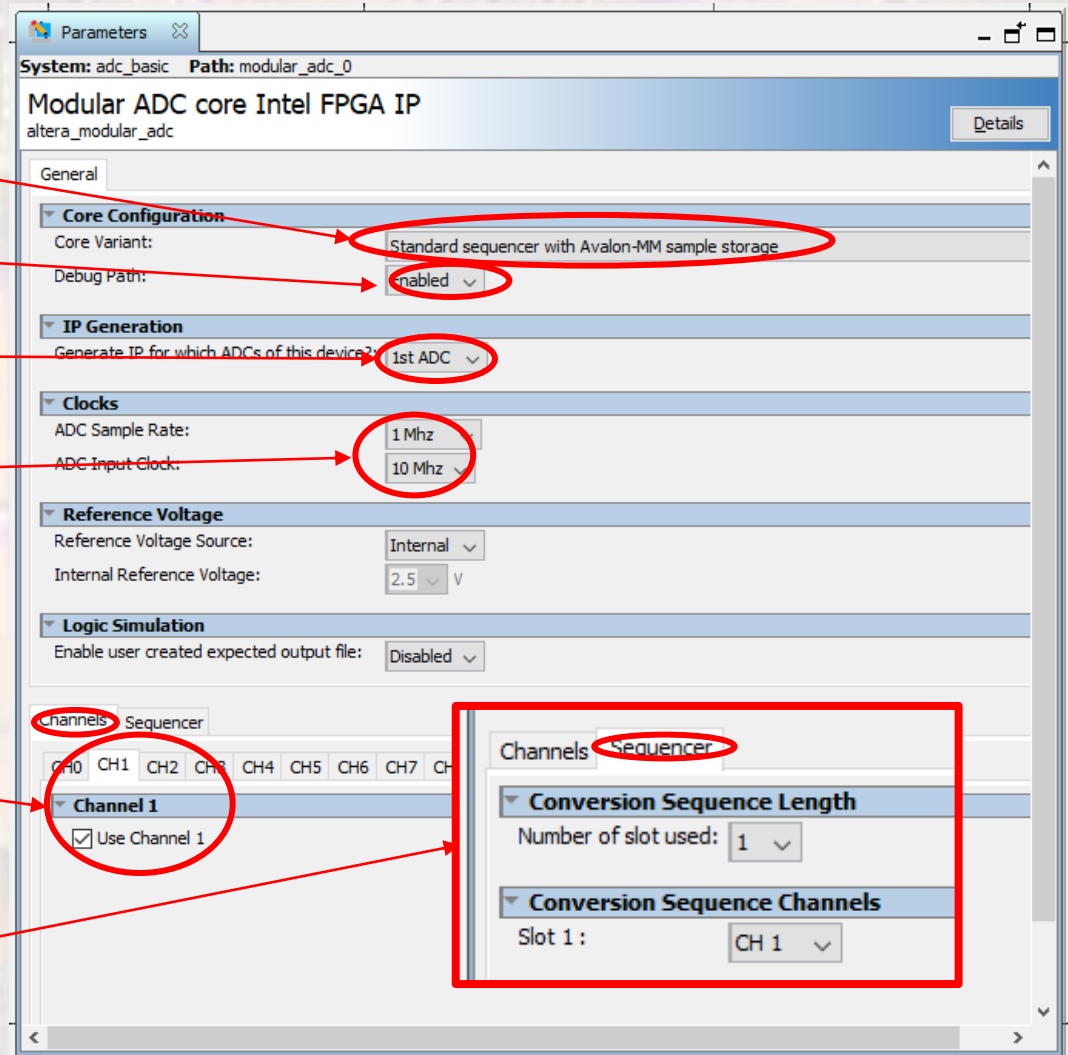 Parameters
System: adc_basic Path: modular_adc_0
Modular ADC core Intel FPGA IP
altera_modular_adc
Details
General
Core Configuration
Core Variant: Standard sequencer with Avalon-MM sample storage
Debug Path: Enabled
IP Generation
Generate IP for which ADCs of this device?: 1st ADC
Clocks
ADC Sample Rate: 1 Mhz
ADC Input Clock: 10 Mhz
Reference Voltage
Reference Voltage Source: Internal
Internal Reference Voltage: 2.5 V
Logic Simulation
Enable user created expected output file: Disabled
Channels Sequencer
CH0 CH1 CH2 CH3 CH4 CH5 CH6 CH7 CH
Channel 1
Use Channel 1
Channels Sequencer
Conversion Sequence Length
Number of slot used: 1
Conversion Sequence Channels
Slot 1 : CH 1